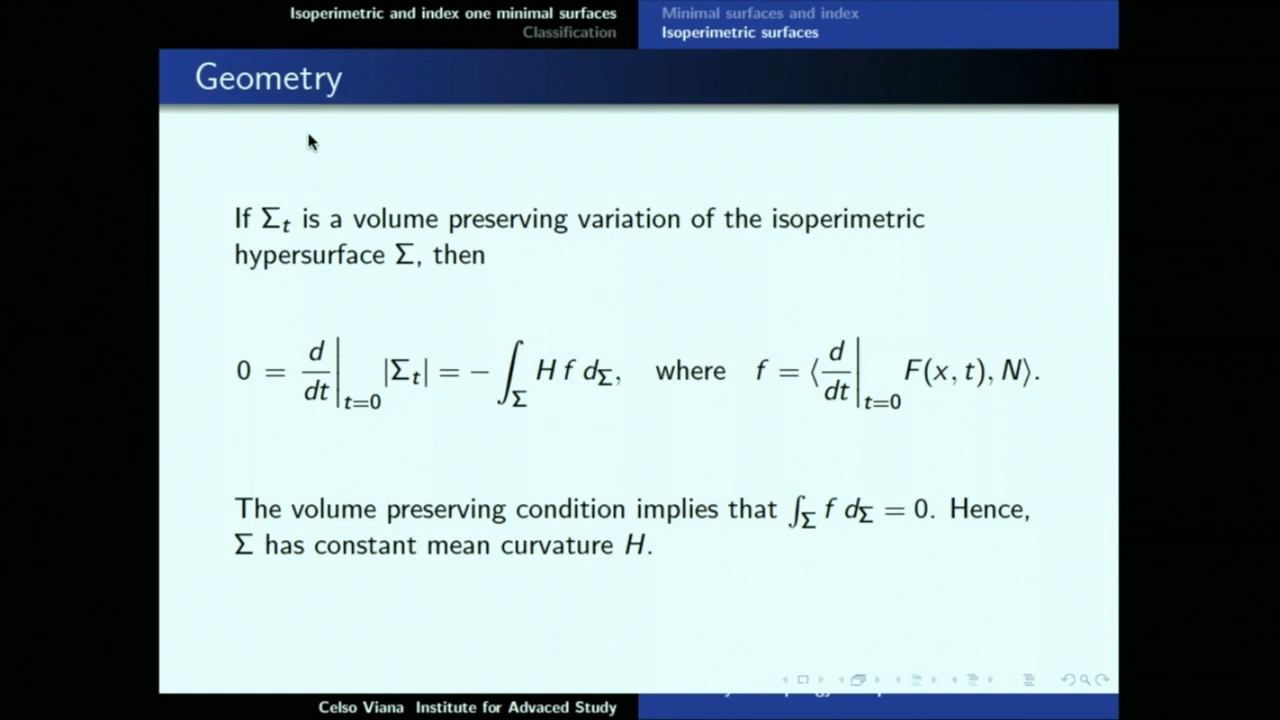 Isoperimetric and index one minimal surfaces
Classification
Minimal surfaces and index
Isoperimetric surfaces
Geometry
If Σ_t is a volume preserving variation of the isoperimetric
hypersurface Σ, then
0 = d/dt|_{t=0} |Σ_t| = − ∫_Σ H f d_Σ, where f = ⟨d/dt|_{t=0} F(x, t), N⟩.
The volume preserving condition implies that ∫_Σ f d_Σ = 0. Hence,
Σ has constant mean curvature H.
Celso Viana Institute for Advaced Study